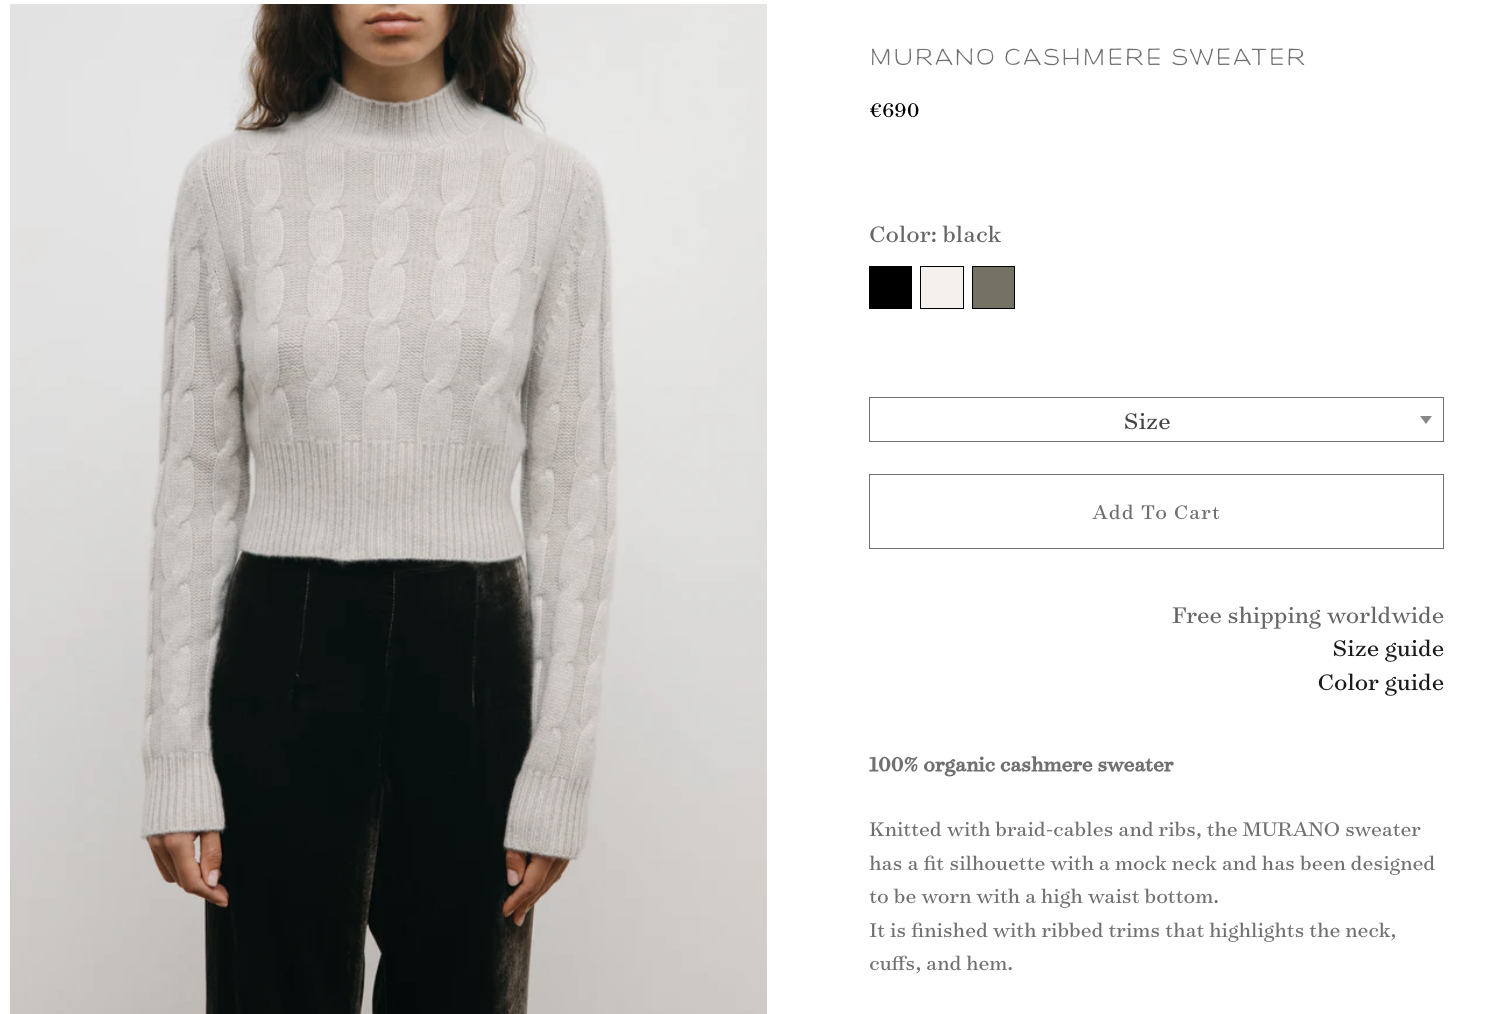 MURANO CASHMERE SWEATER
€690
Color: black
Size
Add To Cart
Free shipping worldwide
Size guide
Color guide
100% organic cashmere sweater
Knitted with braid-cables and ribs, the MURANO sweater
has a fit silhouette with a mock neck and has been designed
to be worn with a high waist bottom.
It is finished with ribbed trims that highlights the neck,
cuffs, and hem.